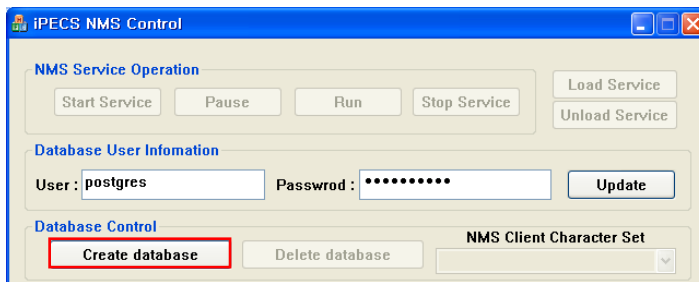 iPECS NMS Control
NMS Service Operation
Start Service Pause Run Stop Service
Load Service
Unload Service
Database User Infomation
User : postgres Passwrod : •••••••••• Update
Database Control
Create database Delete database
NMS Client Character Set